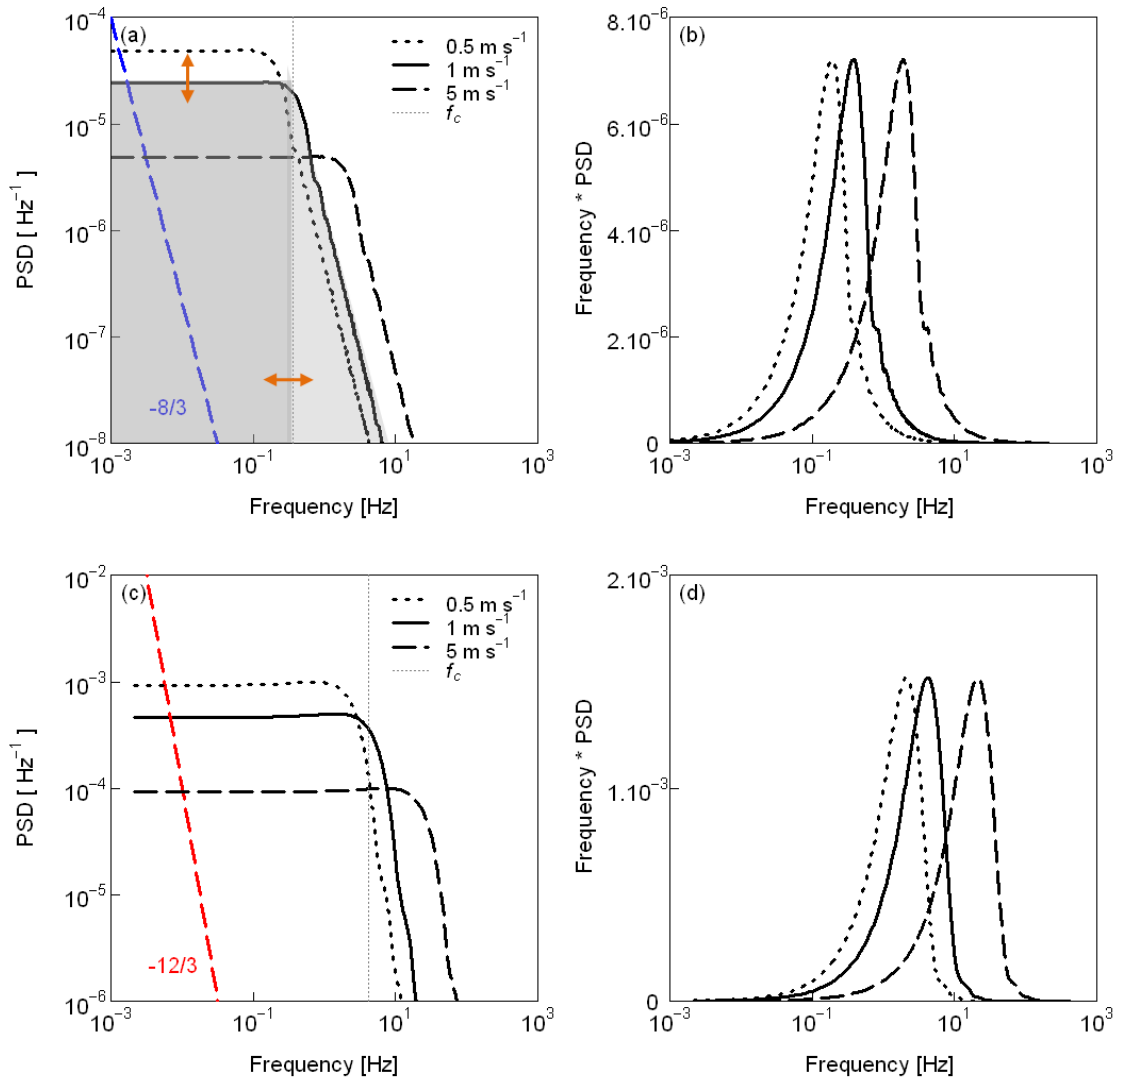 (a)
0.5 m s⁻¹
1 m s⁻¹
5 m s⁻¹
f꜀
10⁻⁴
10⁻⁵
10⁻⁶
10⁻⁷
10⁻⁸
PSD [ Hz⁻¹]
-8/3
10⁻³ 10⁻¹ 10¹ 10³
Frequency [Hz]
(b)
8.10⁻⁶
6.10⁻⁶
4.10⁻⁶
2.10⁻⁶
0
Frequency * PSD
10⁻³ 10⁻¹ 10¹ 10³
Frequency [Hz]
(c)
0.5 m s⁻¹
1 m s⁻¹
5 m s⁻¹
f꜀
10⁻²
10⁻³
10⁻⁴
10⁻⁵
10⁻⁶
PSD [ Hz⁻¹]
-12/3
10⁻³ 10⁻¹ 10¹ 10³
Frequency [Hz]
(d)
2.10⁻³
1.10⁻³
0
Frequency * PSD
10⁻³ 10⁻¹ 10¹ 10³
Frequency [Hz]